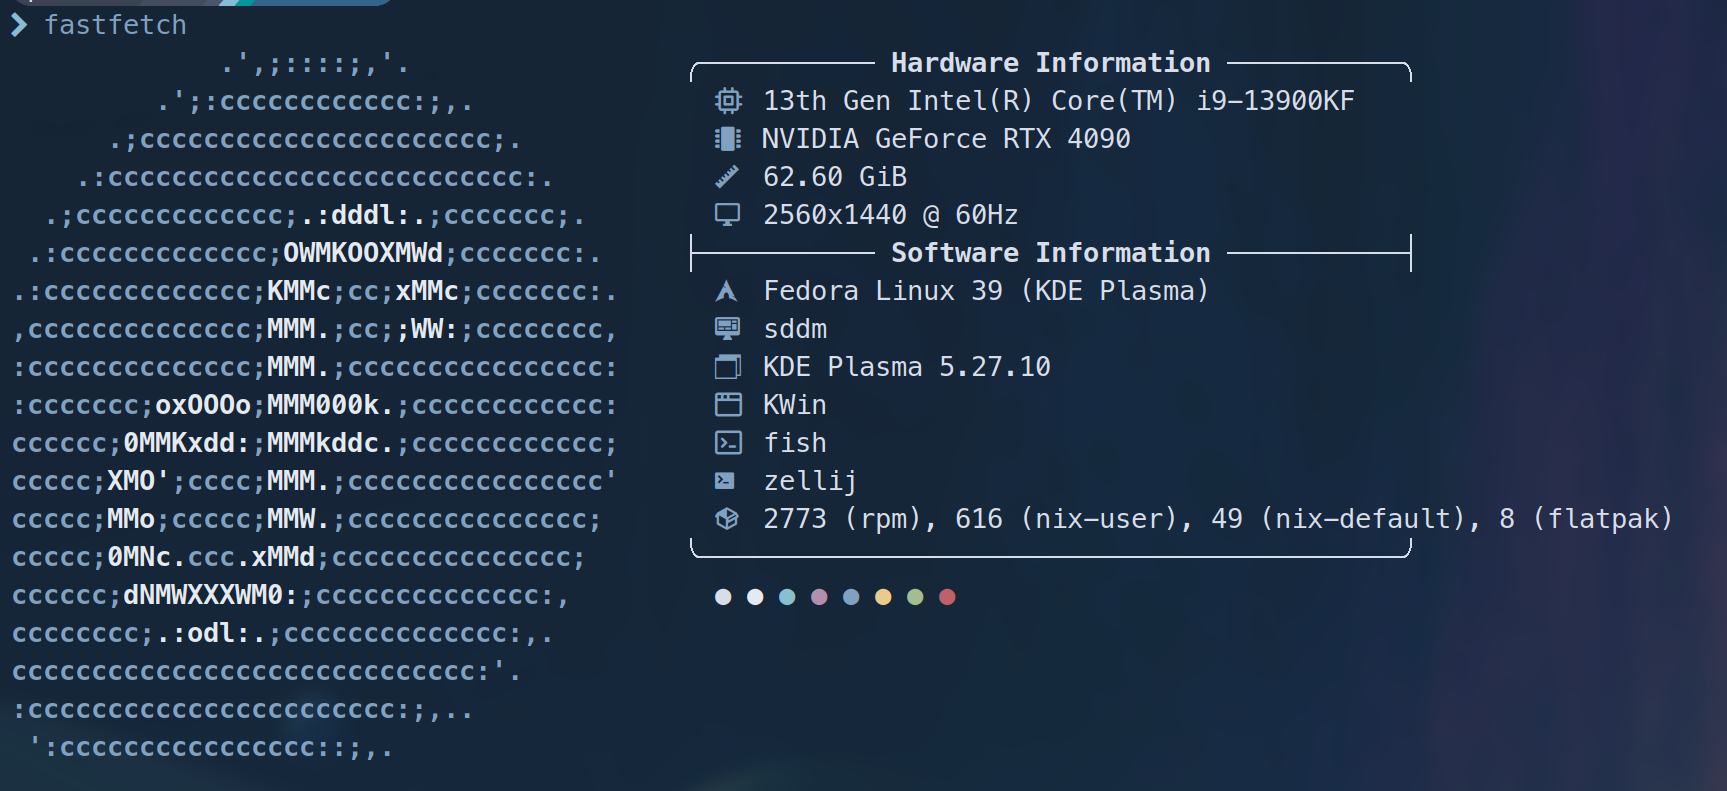 ❯ fastfetch
.',;::::;,'.
.';:cccccccccccc:;,.
.;cccccccccccccccccccccc;.
.:cccccccccccccccccccccccccc:.
.;ccccccccccccc;.:dddl:.;ccccccc;.
.:ccccccccccccc;OWMKOOXMWd;ccccccc:.
.:ccccccccccccc;KMMc;cc;xMMc;ccccccc:.
,cccccccccccccc;MMM.;cc;;WW:;cccccccc,
:cccccccccccccc;MMM.;cccccccccccccccc:
:ccccccc;oxOOOo;MMM000k.;cccccccccccc:
cccccc;0MMKxdd:;MMMkddc.;cccccccccccc;
ccccc;XMO';cccc;MMM.;cccccccccccccccc'
ccccc;MMo;ccccc;MMW.;ccccccccccccccc;
ccccc;0MNc.ccc.xMMd;ccccccccccccccc;
cccccc;dNMWXXXWM0:;cccccccccccccc:,
cccccccc;.:odl:.;cccccccccccccc:,.
ccccccccccccccccccccccccccccc:'.
:ccccccccccccccccccccccc:;,..
':cccccccccccccccc::;,.
Hardware Information
13th Gen Intel(R) Core(TM) i9-13900KF
NVIDIA GeForce RTX 4090
62.60 GiB
2560x1440 @ 60Hz
Software Information
Fedora Linux 39 (KDE Plasma)
sddm
KDE Plasma 5.27.10
KWin
fish
zellij
2773 (rpm), 616 (nix-user), 49 (nix-default), 8 (flatpak)